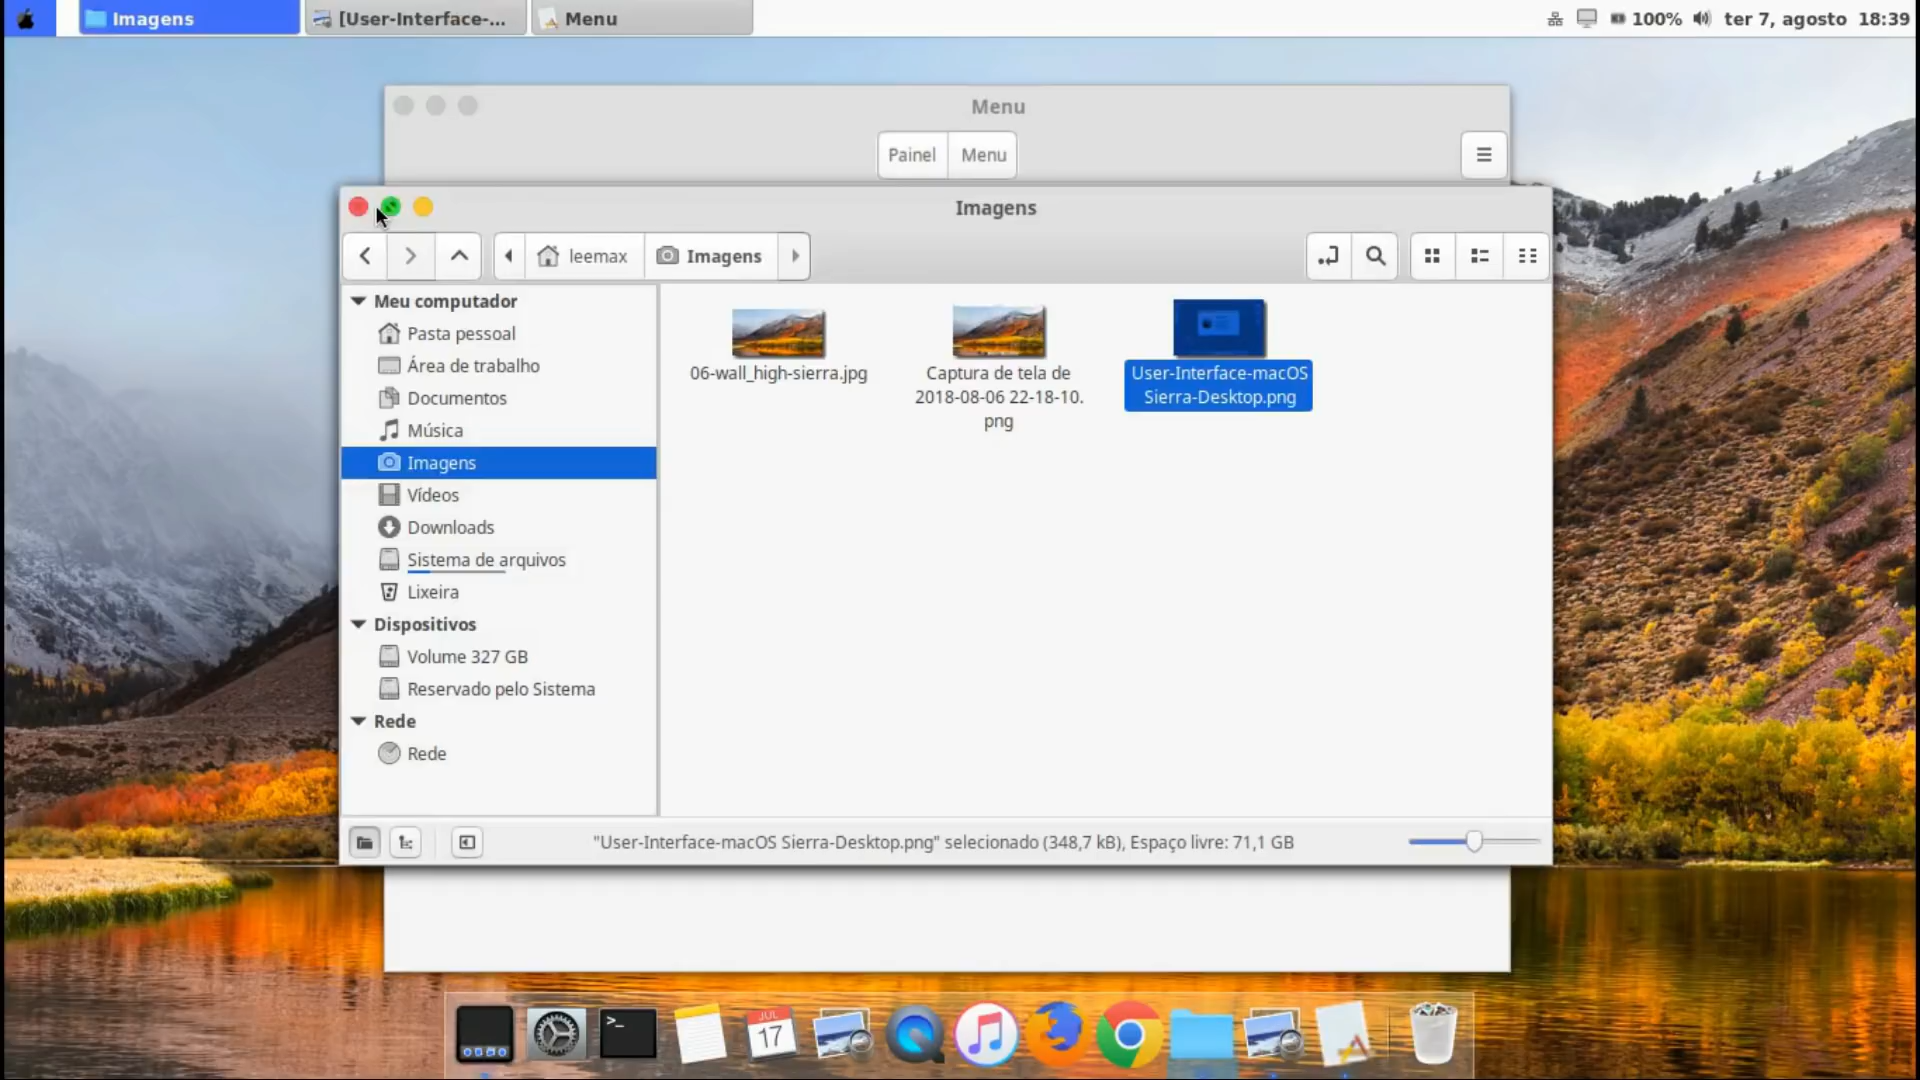 Imagens
[User-Interface-...
Menu
100%
ter 7, agosto 18:39
Menu
Painel
Menu
Imagens
leemax
Imagens
Meu computador
Pasta pessoal
Área de trabalho
Documentos
Música
Imagens
Vídeos
Downloads
Sistema de arquivos
Lixeira
Dispositivos
Volume 327 GB
Reservado pelo Sistema
Rede
Rede
06-wall_high-sierra.jpg
Captura de tela de
2018-08-06 22-18-10.
png
User-Interface-macOS
Sierra-Desktop.png
"User-Interface-macOS Sierra-Desktop.png" selecionado (348,7 kB), Espaço livre: 71,1 GB
>_
JUL
17